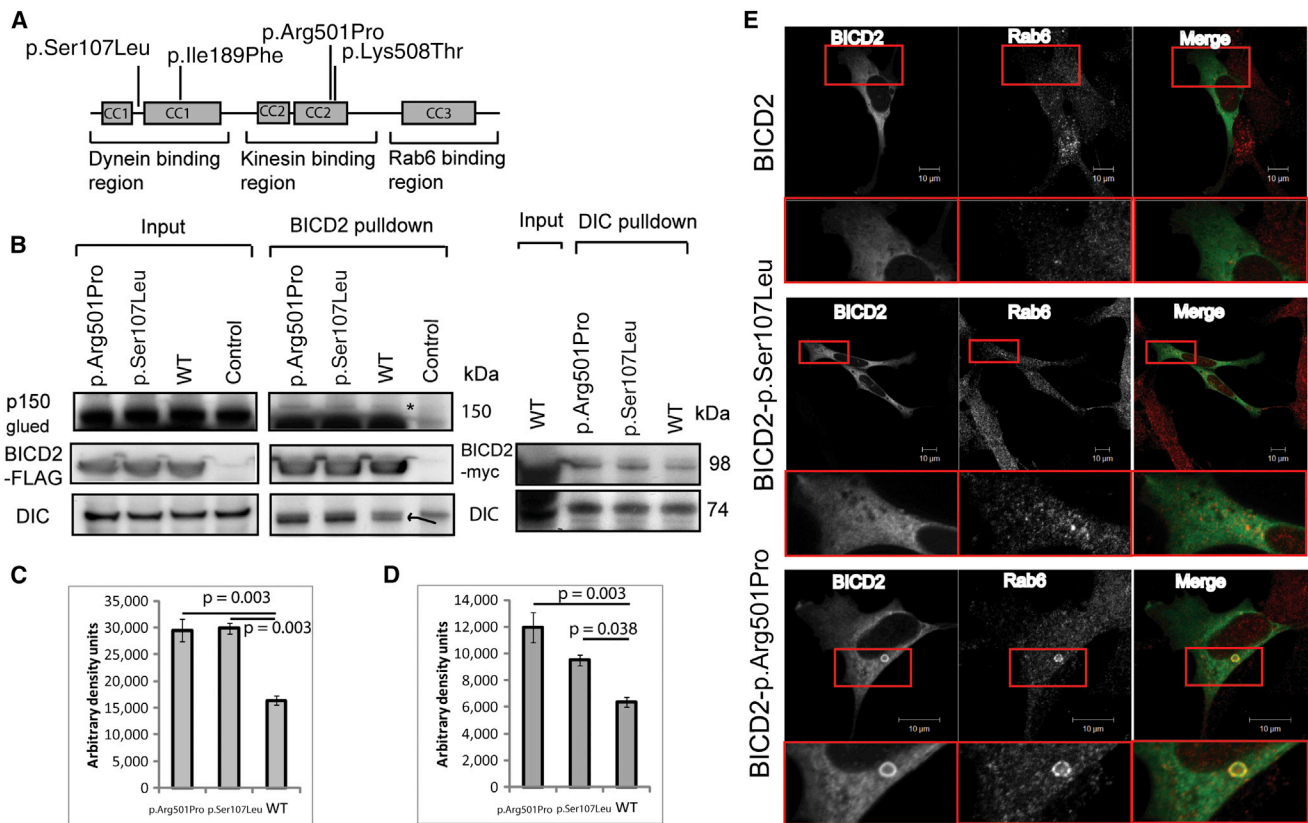 A
p.Ser107Leu
p.Ile189Phe
p.Arg501Pro
p.Lys508Thr
CC1
CC1
CC2
CC2
CC3
Dynein binding
region
Kinesin binding
region
Rab6 binding
region
B
Input
BICD2 pulldown
Input
DIC pulldown
p.Arg501Pro
p.Ser107Leu
WT
Control
p.Arg501Pro
p.Ser107Leu
WT
Control
kDa
WT
p.Arg501Pro
p.Ser107Leu
WT
kDa
p150
glued
*
150
BICD2
-FLAG
BICD2
-myc
98
DIC
DIC
74
C
Arbitrary density units
35,000
30,000
25,000
20,000
15,000
10,000
5,000
0
p = 0.003
p = 0.003
p.Arg501Pro
p.Ser107Leu
WT
D
Arbitrary density units
14,000
12,000
10,000
8,000
6,000
4,000
2,000
0
p = 0.003
p = 0.038
p.Arg501Pro
p.Ser107Leu
WT
E
BICD2
BICD2
Rab6
Merge
10 µm
10 µm
10 µm
BICD2-p.Ser107Leu
BICD2
Rab6
Merge
10 µm
10 µm
10 µm
BICD2-p.Arg501Pro
BICD2
Rab6
Merge
10 µm
10 µm
10 µm